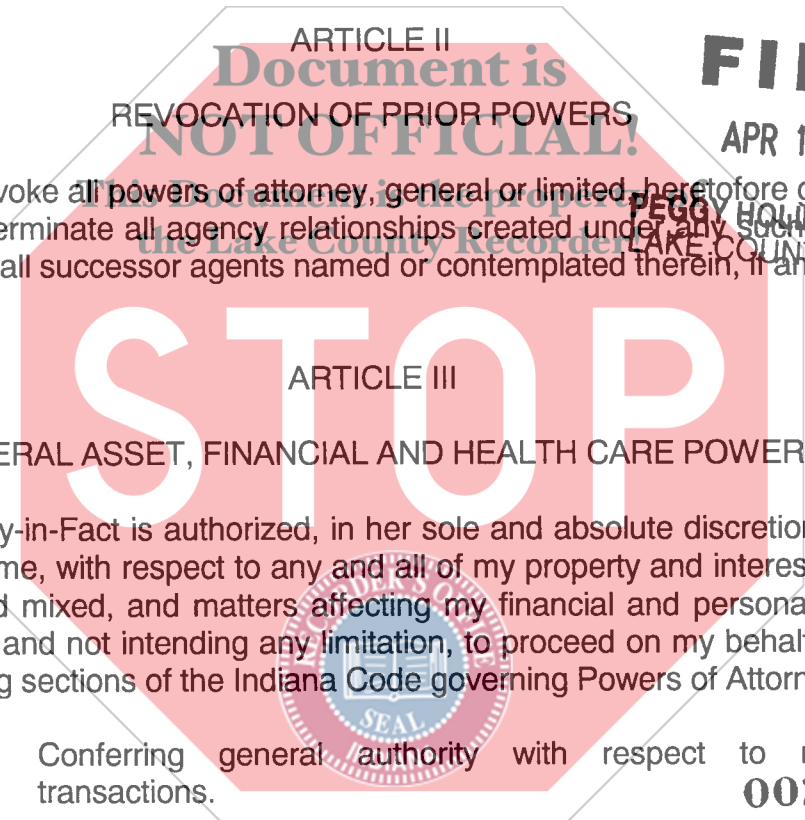 ARTICLE II
Document is
FI
REVOCATION OF PRIOR POWERS
NOT OFFICIAL!
APR 1
voke all powers of attorney, general or limited, heretofore
This Document is the property of
PEGGY
erminate all agency relationships created under any such
the Lake County Recorder!
LAKE COUN
all successor agents named or contemplated therein, if an
STOP
ARTICLE III
ERAL ASSET, FINANCIAL AND HEALTH CARE POWER
y-in-Fact is authorized, in her sole and absolute discretion
me, with respect to any and all of my property and interes
d mixed, and matters affecting my financial and persona
and not intending any limitation, to proceed on my behal
g sections of the Indiana Code governing Powers of Attorn
SEAL
INDIANA
Conferring general authority with respect to
transactions.
00